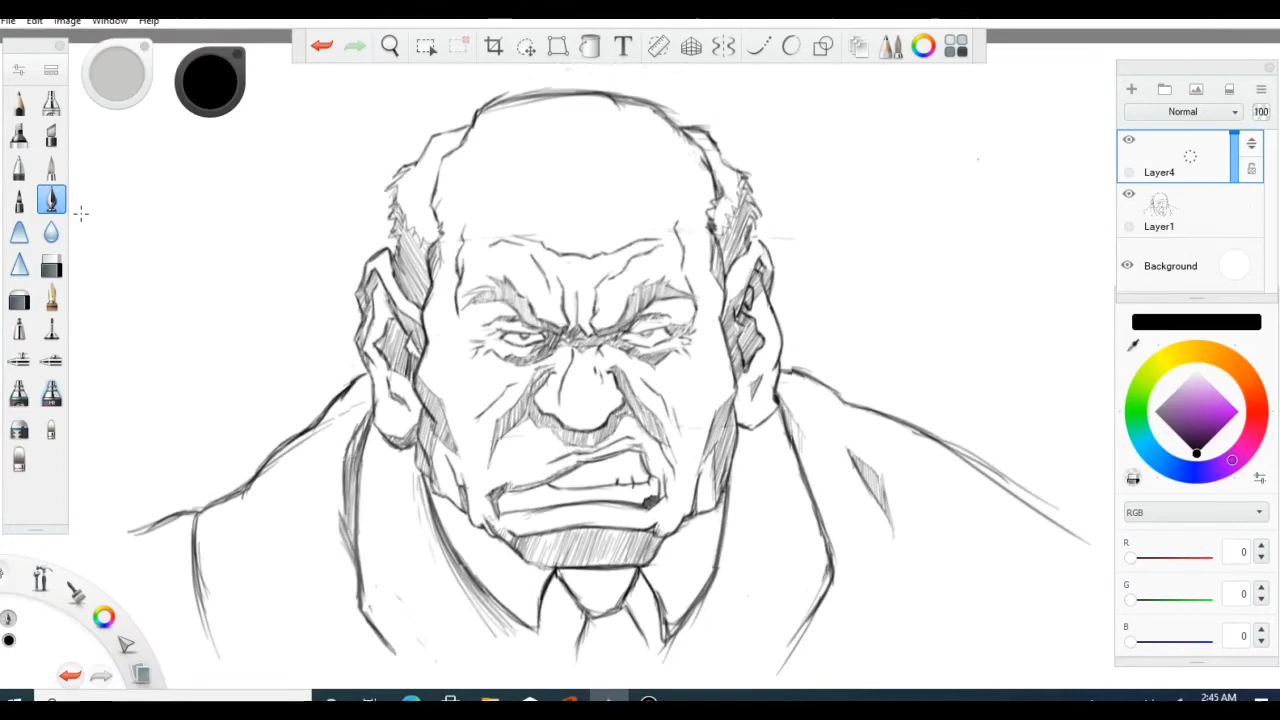 File Edit Image Window Help
T
Normal 100
Layer4
Layer1
Background
RGB
R 0
G 0
B 0
2:45 AM